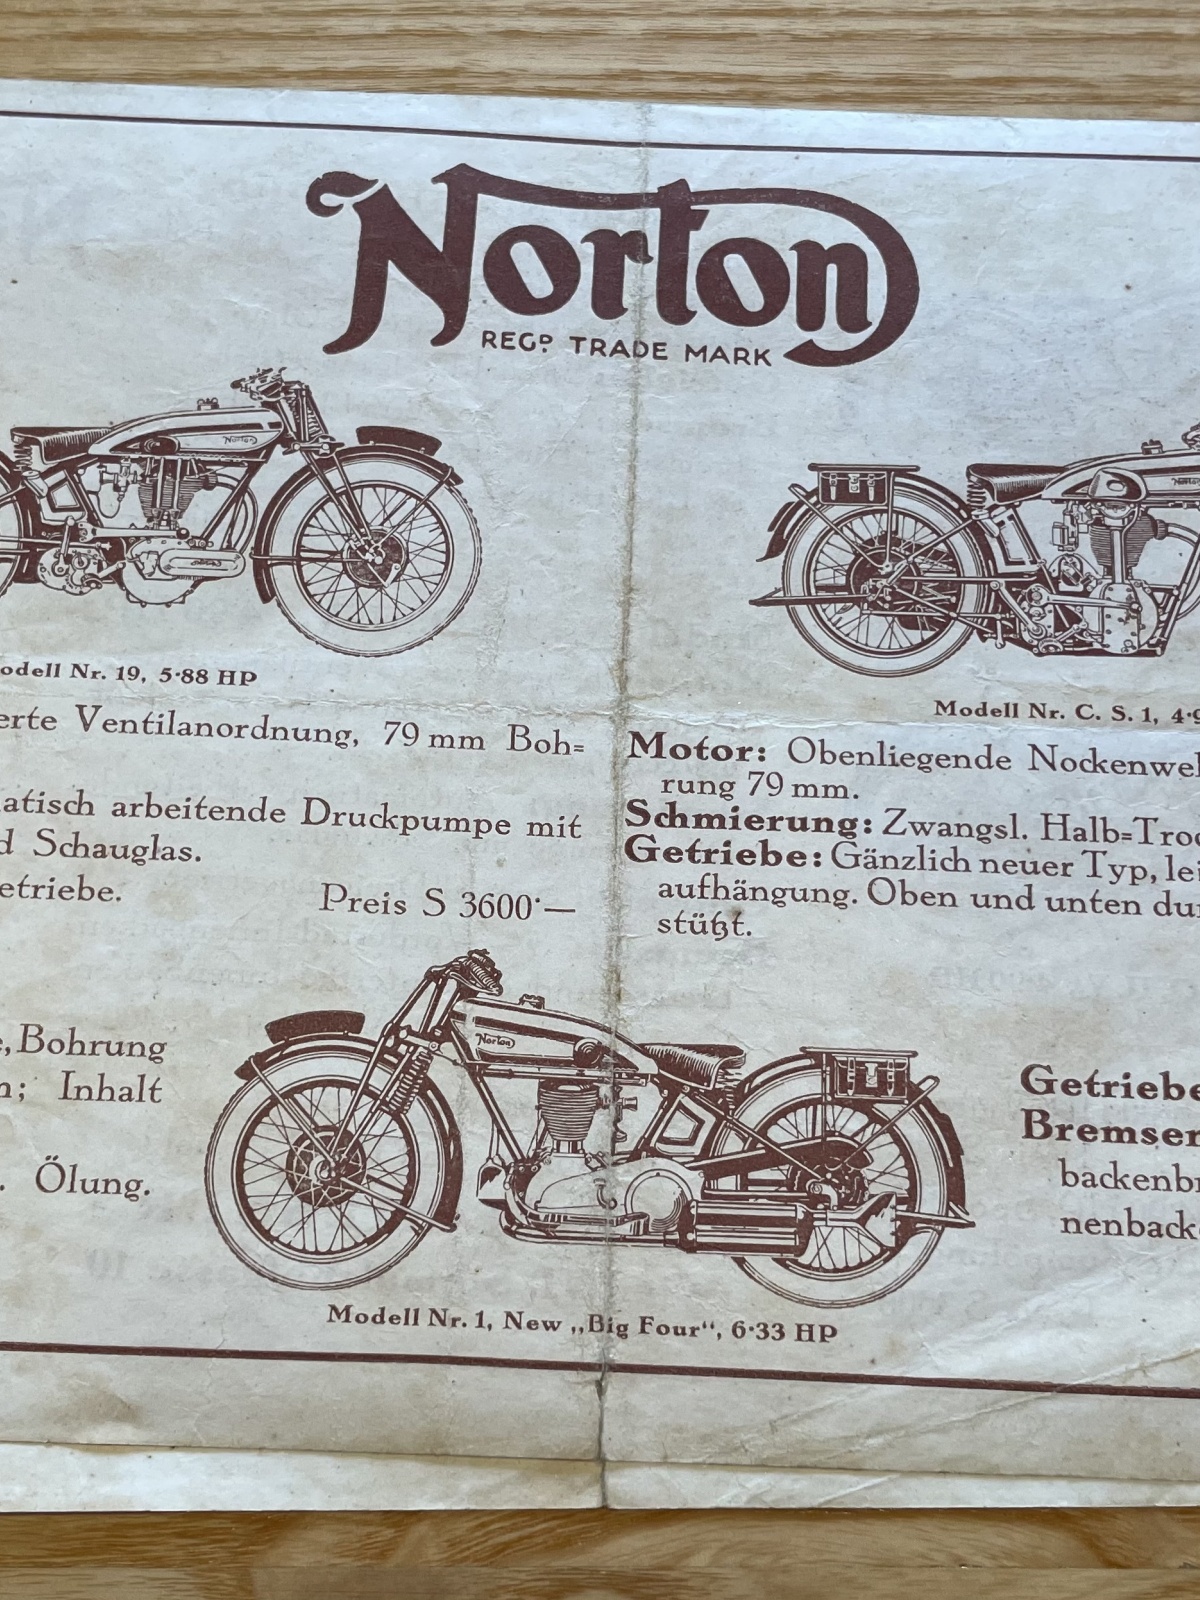 Norton
REGD. TRADE MARK
Norton
Norton
odell Nr. 19, 5·88 HP
erte Ventilanordnung, 79 mm Boh=
atisch arbeitende Druckpumpe mit
d Schauglas.
etriebe. Preis S 3600·—
Modell Nr. C. S. 1, 4·9
Motor: Obenliegende Nockenwel
rung 79 mm.
Schmierung: Zwangsl. Halb=Troc
Getriebe: Gänzlich neuer Typ, lei
aufhängung. Oben und unten du
stützt.
e, Bohrung
n; Inhalt
. Ölung.
Norton
Getriebe
Bremsen
backenb
nenback
Modell Nr. 1, New „Big Four“, 6·33 HP